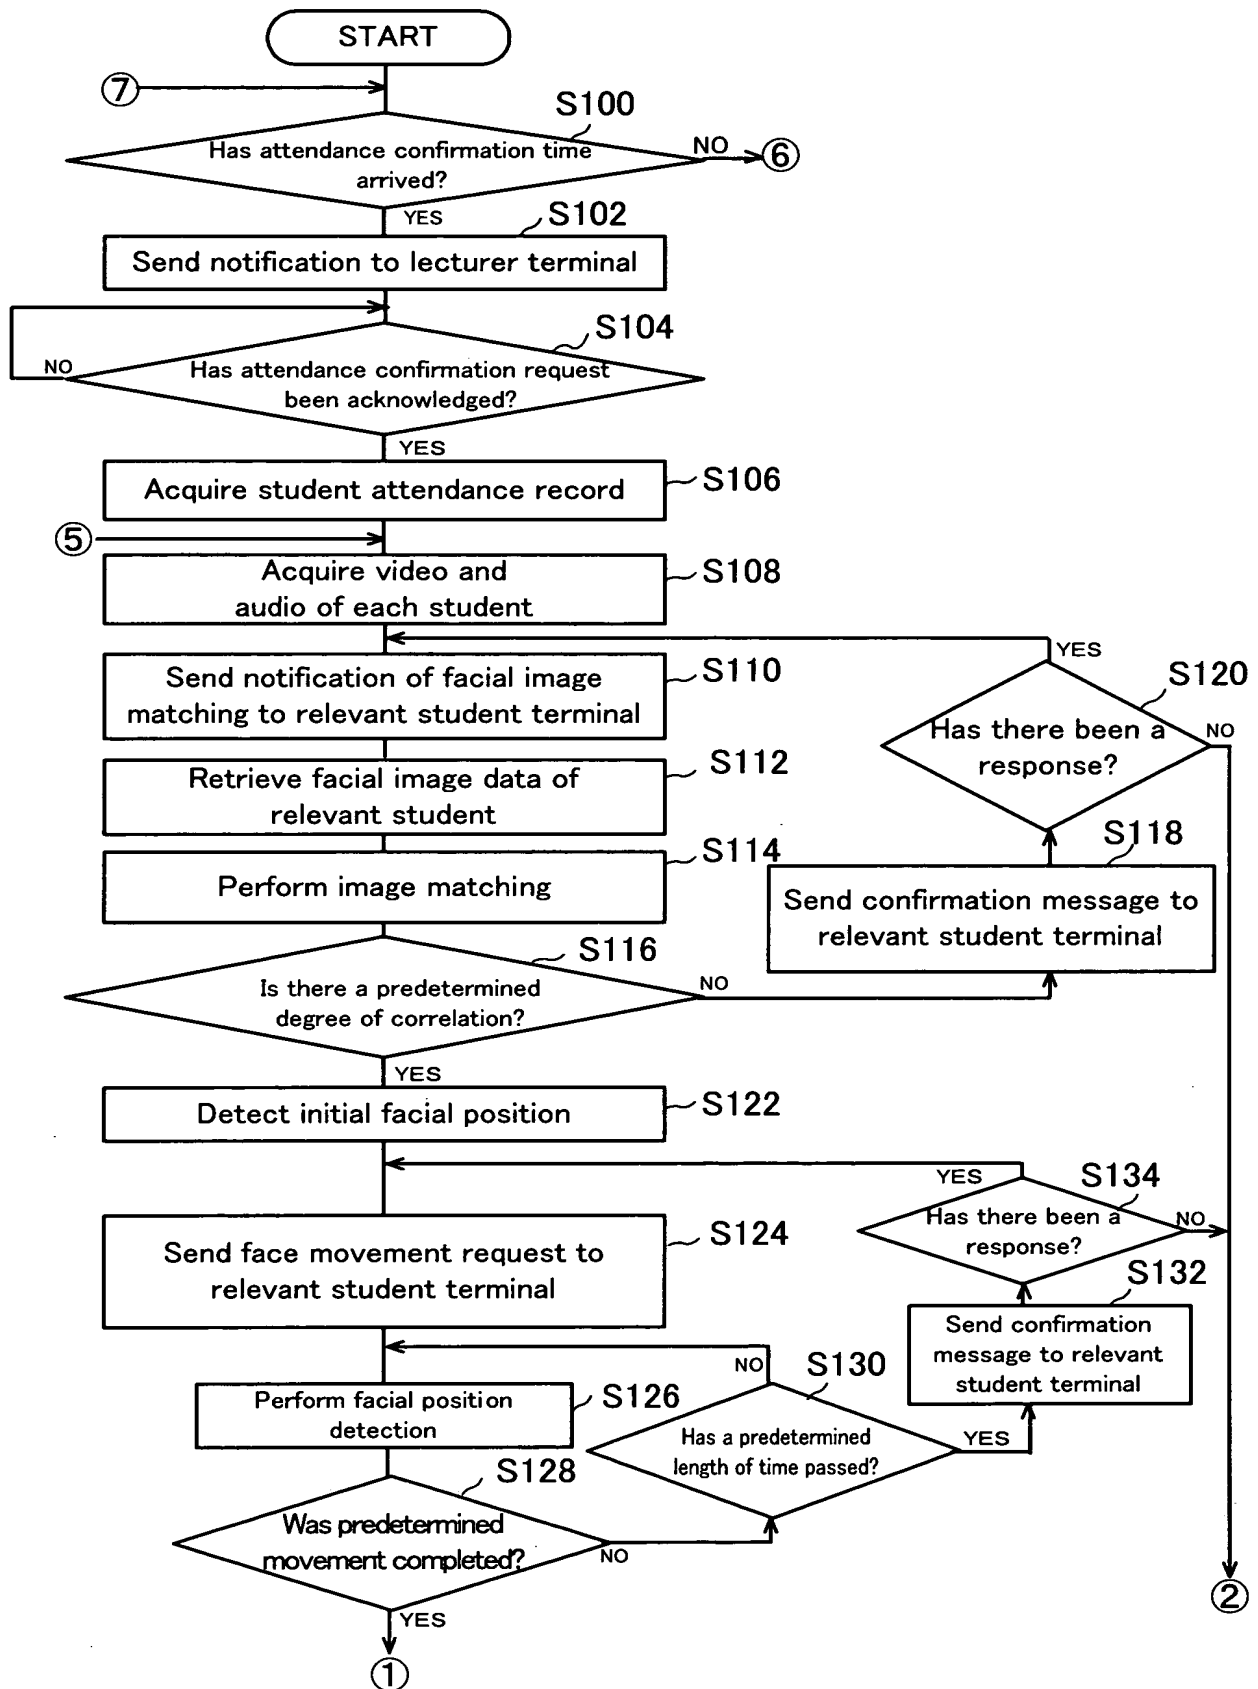 START
⑦
S100
Has attendance confirmation time
arrived?
NO
⑥
YES
S102
Send notification to lecturer terminal
S104
Has attendance confirmation request
been acknowledged?
NO
YES
Acquire student attendance record
S106
⑤
Acquire video and
audio of each student
S108
Send notification of facial image
matching to relevant student terminal
S110
YES
S120
Has there been a
response?
NO
Retrieve facial image data of
relevant student
S112
Perform image matching
S114
S118
Send confirmation message to
relevant student terminal
S116
Is there a predetermined
degree of correlation?
NO
YES
Detect initial facial position
S122
YES
S134
Has there been a
response?
NO
Send face movement request to
relevant student terminal
S124
S132
Send confirmation
message to relevant
student terminal
NO
S130
Has a predetermined
length of time passed?
YES
Perform facial position
detection
S126
S128
Was predetermined
movement completed?
NO
YES
①
②